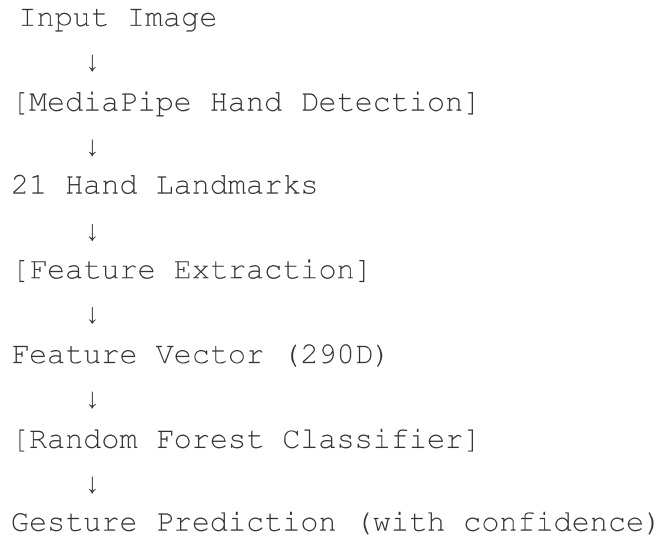 Input Image
↓
[MediaPipe Hand Detection]
↓
21 Hand Landmarks
↓
[Feature Extraction]
↓
Feature Vector (290D)
↓
[Random Forest Classifier]
↓
Gesture Prediction (with confidence)